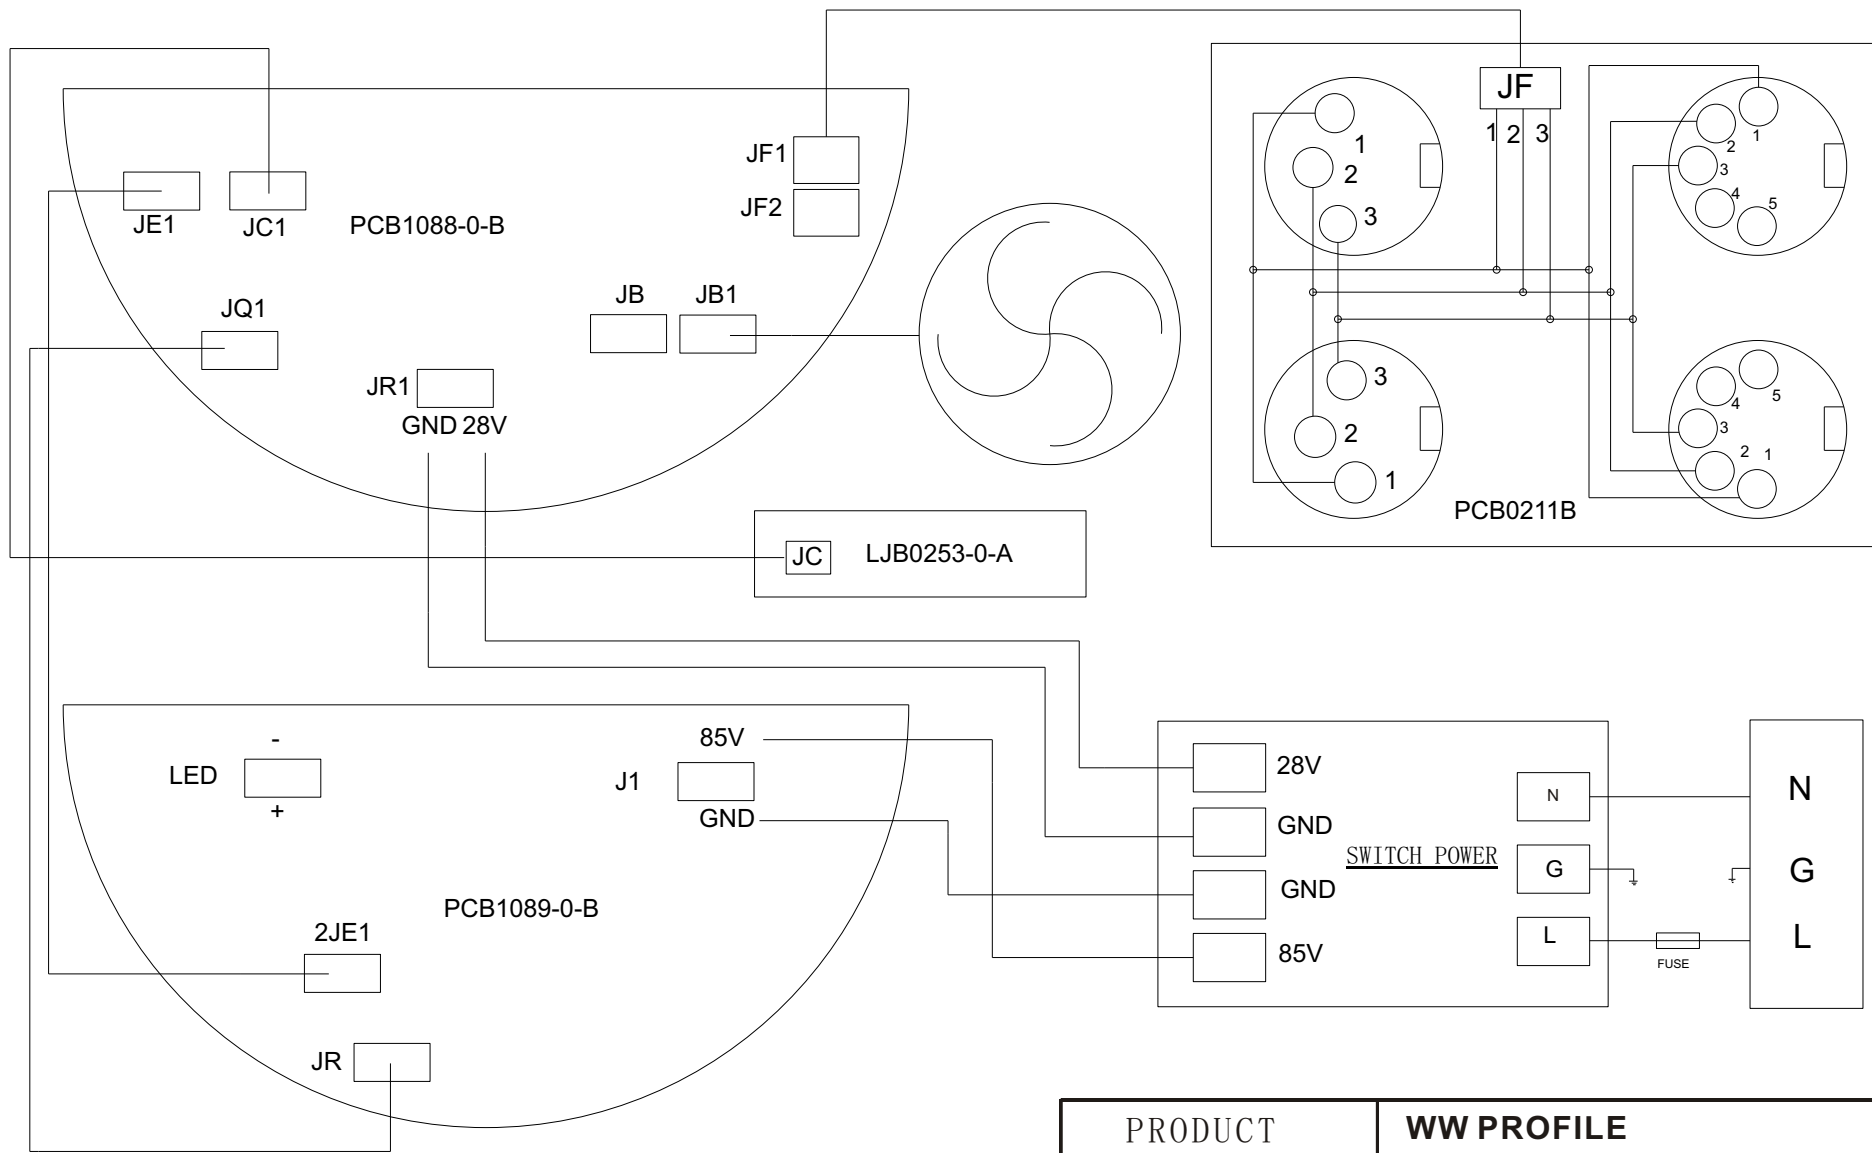 JF
1 2 3
1
2
3
1
2
3
4
5
JF1
JF2
JE1
JC1
PCB1088-0-B
JQ1
JB
JB1
JR1
GND 28V
3
2
1
5
4
3
2
1
PCB0211B
JC
LJB0253-0-A
85V
-
LED
+
J1
GND
PCB1089-0-B
2JE1
JR
28V
GND
GND
85V
SWITCH POWER
N
G
L
FUSE
N
G
L
PRODUCT
WW PROFILE